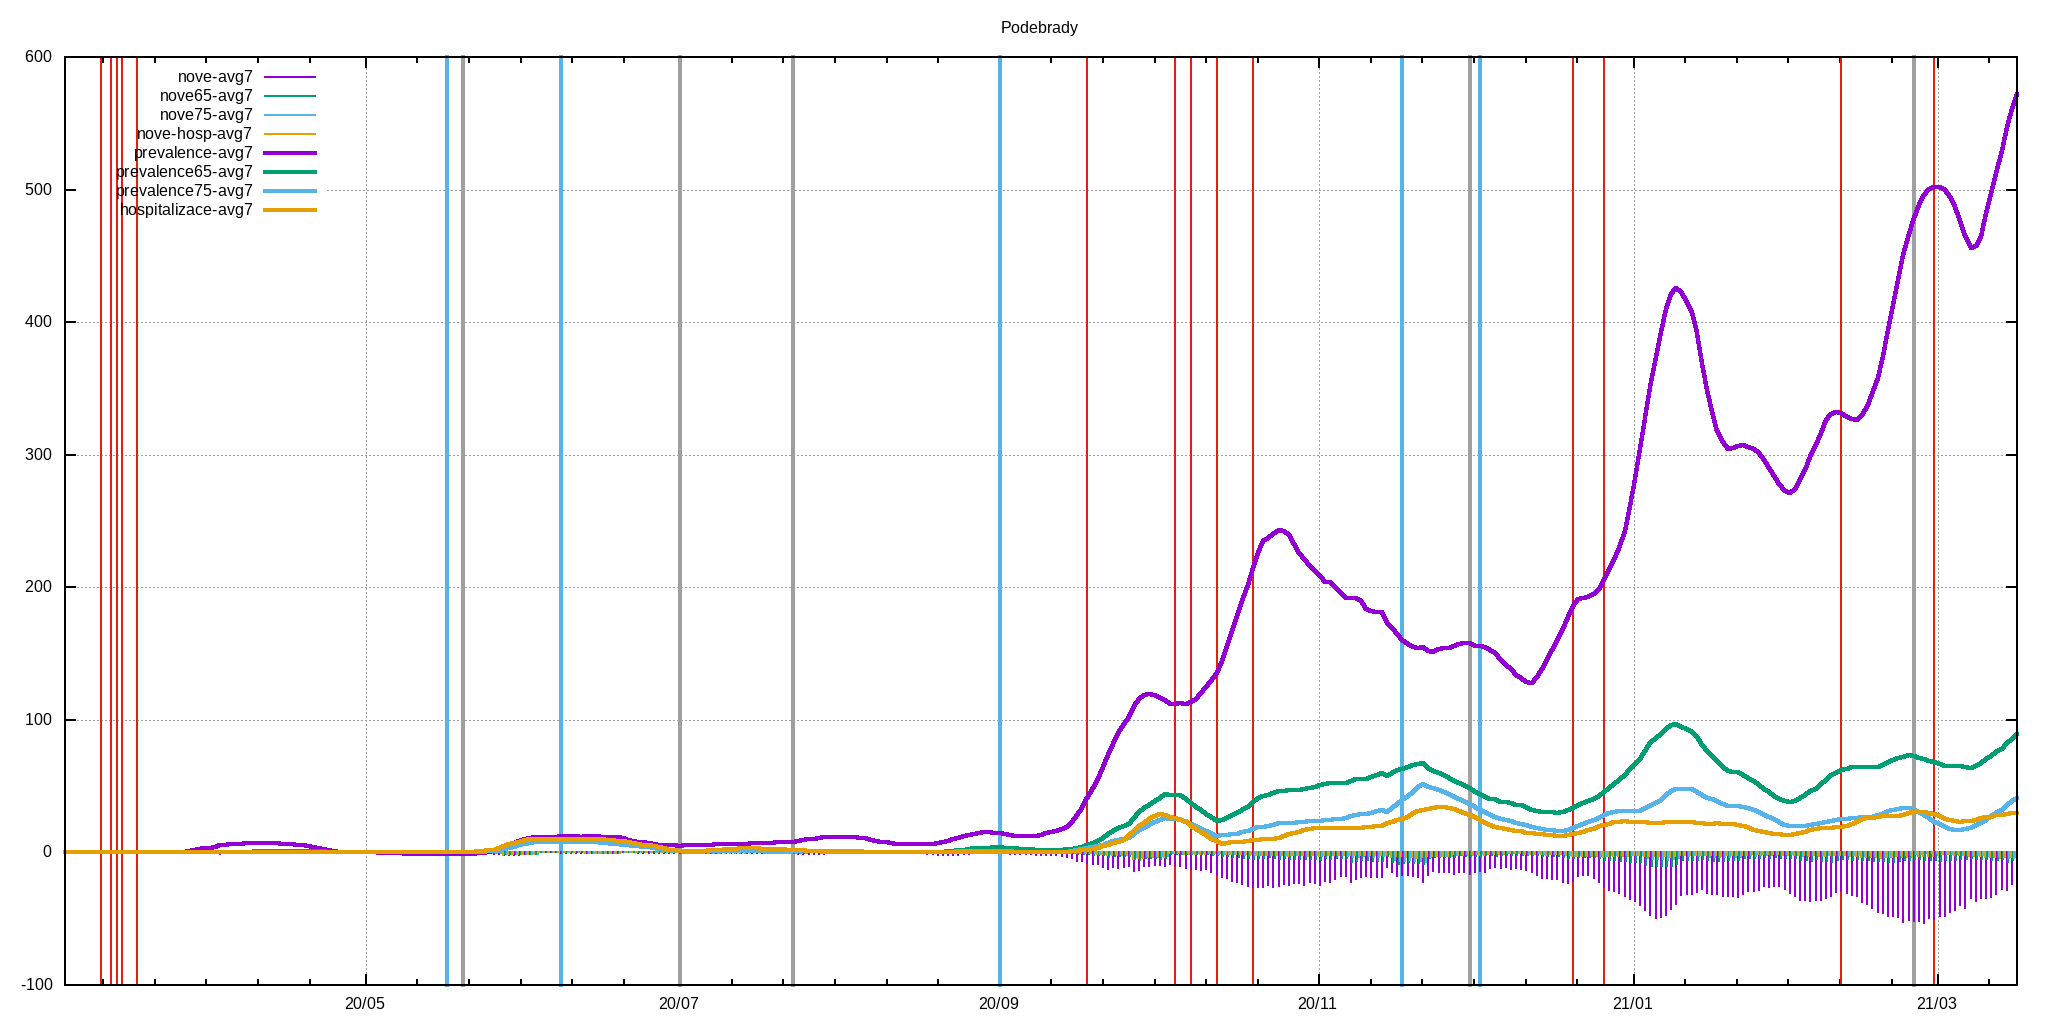 Podebrady
600
500
400
300
200
100
0
-100
nove-avg7
nove65-avg7
nove75-avg7
nove-hosp-avg7
prevalence-avg7
prevalence65-avg7
prevalence75-avg7
hospitalizace-avg7
20/05
20/07
20/09
20/11
21/01
21/03